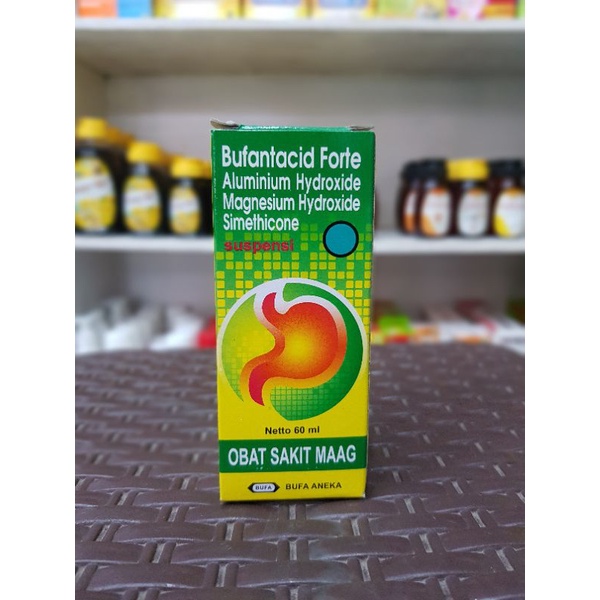 Bufantacid Forte
Aluminium Hydroxide
Magnesium Hydroxide
Simethicone
suspensi
Netto 60 ml
OBAT SAKIT MAAG
BUFA BUFA ANEKA